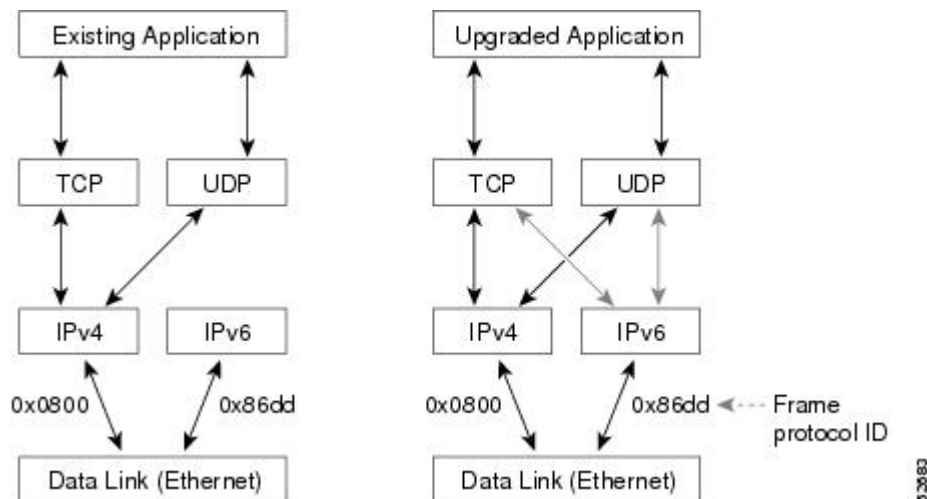 Existing Application
Upgraded Application
TCP
UDP
TCP
UDP
IPv4
IPv6
IPv4
IPv6
0x0800
0x86dd
0x0800
0x86dd
Frame
protocol ID
Data Link (Ethernet)
Data Link (Ethernet)
52683